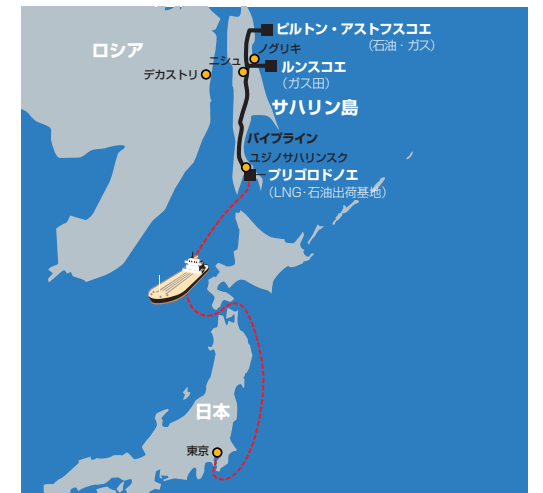 ピルトン・アストフスコエ
（石油・ガス）
ロシア
ノグリキ
ニシュ
ルンスコエ
デカストリ
（ガス田）
サハリン島
パイプライン
ユジノサハリンスク
プリゴロドノエ
（LNG・石油出荷基地）
日本
東京